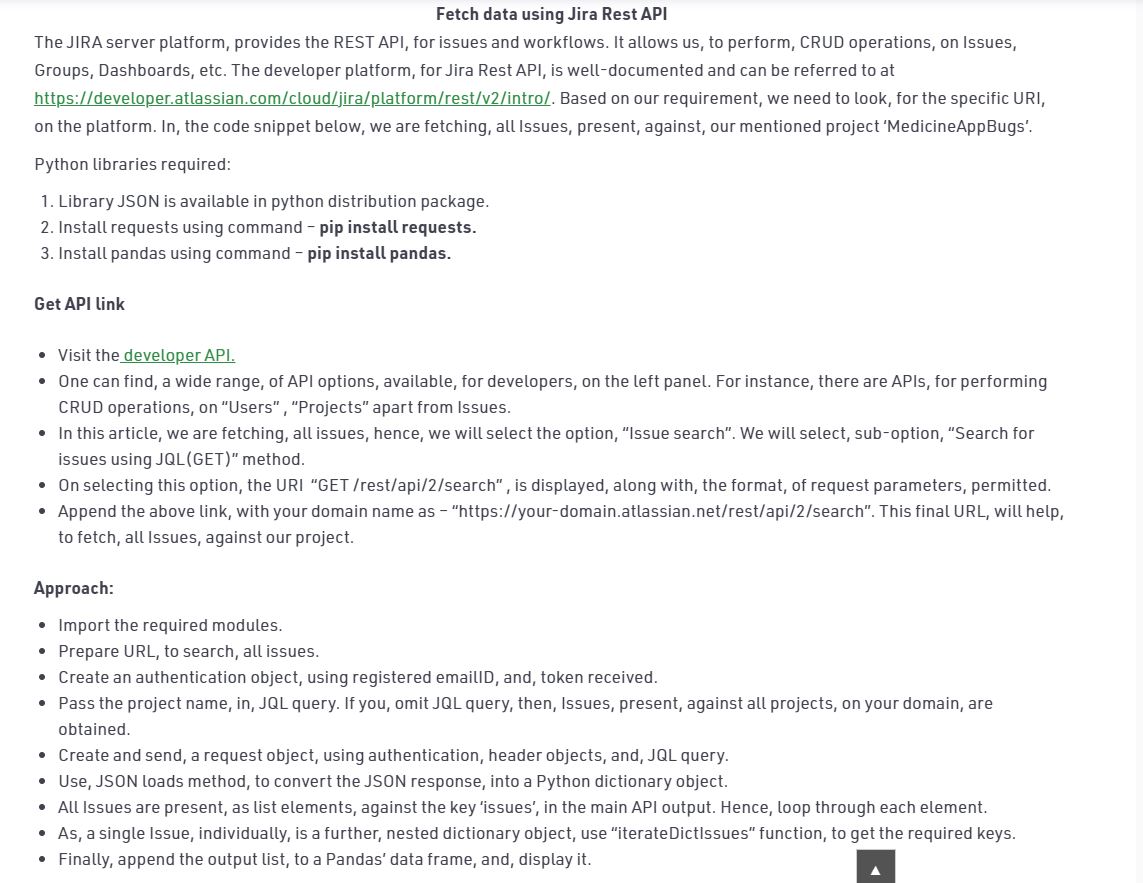 Fetch data using Jira Rest API
The JIRA server platform, provides the REST API, for issues and workflows. It allows us, to perform, CRUD operations, on Issues,
Groups, Dashboards, etc. The developer platform, for Jira Rest API, is well-documented and can be referred to at
https://developer.atlassian.com/cloud/jira/platform/rest/v2/intro/. Based on our requirement, we need to look, for the specific URI,
on the platform. In, the code snippet below, we are fetching, all Issues, present, against, our mentioned project ‘MedicineAppBugs’.
Python libraries required:
1. Library JSON is available in python distribution package.
2. Install requests using command – pip install requests.
3. Install pandas using command – pip install pandas.
Get API link
• Visit the developer API.
• One can find, a wide range, of API options, available, for developers, on the left panel. For instance, there are APIs, for performing
CRUD operations, on “Users” , “Projects” apart from Issues.
• In this article, we are fetching, all issues, hence, we will select the option, “Issue search”. We will select, sub-option, “Search for
issues using JQL(GET)” method.
• On selecting this option, the URI  “GET /rest/api/2/search” , is displayed, along with, the format, of request parameters, permitted.
• Append the above link, with your domain name as – “https://your-domain.atlassian.net/rest/api/2/search”. This final URL, will help,
to fetch, all Issues, against our project.
Approach:
• Import the required modules.
• Prepare URL, to search, all issues.
• Create an authentication object, using registered emailID, and, token received.
• Pass the project name, in, JQL query. If you, omit JQL query, then, Issues, present, against all projects, on your domain, are
obtained.
• Create and send, a request object, using authentication, header objects, and, JQL query.
• Use, JSON loads method, to convert the JSON response, into a Python dictionary object.
• All Issues are present, as list elements, against the key ‘issues’, in the main API output. Hence, loop through each element.
• As, a single Issue, individually, is a further, nested dictionary object, use “iterateDictIssues” function, to get the required keys.
• Finally, append the output list, to a Pandas’ data frame, and, display it.